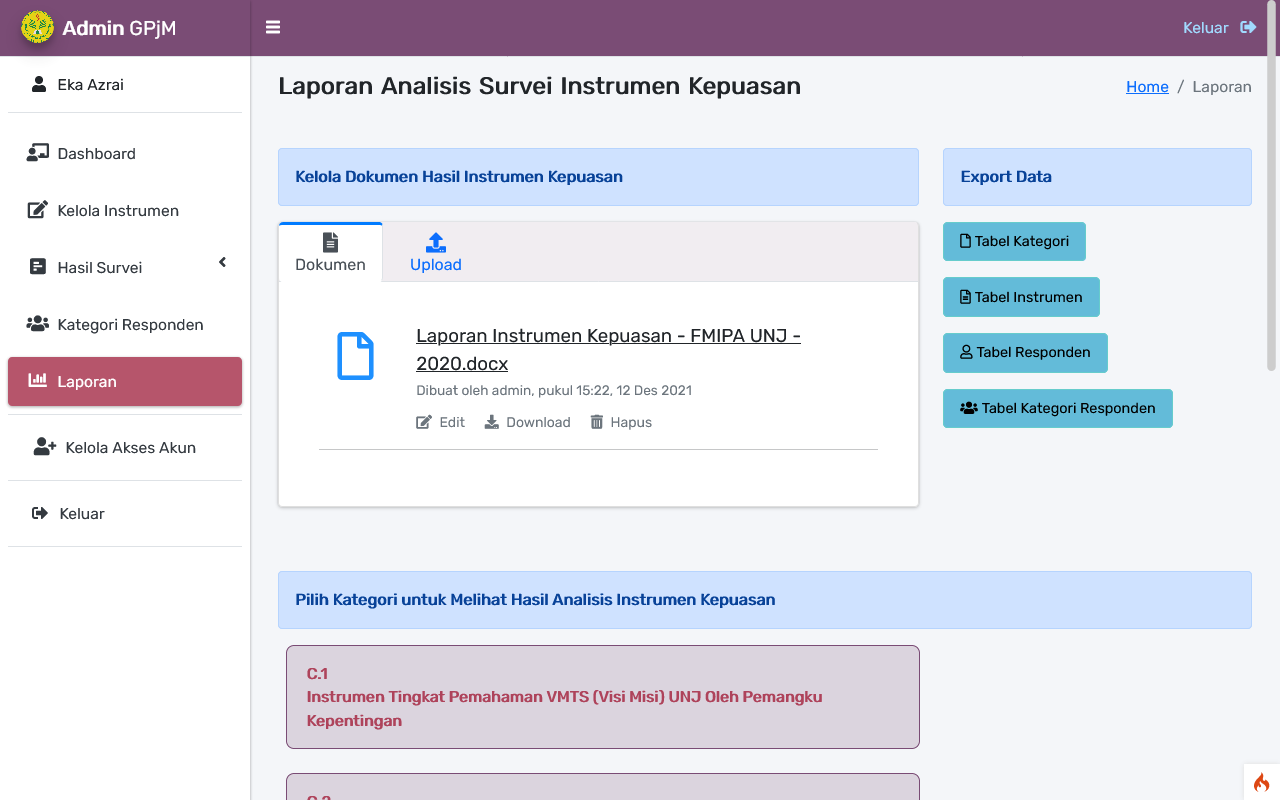 Admin GPjM
Keluar
Eka Azrai
Dashboard
Kelola Instrumen
Hasil Survei
Kategori Responden
Laporan
Kelola Akses Akun
Keluar
Laporan Analisis Survei Instrumen Kepuasan
Home / Laporan
Kelola Dokumen Hasil Instrumen Kepuasan
Dokumen
Upload
Laporan Instrumen Kepuasan - FMIPA UNJ -
2020.docx
Dibuat oleh admin, pukul 15:22, 12 Des 2021
Edit Download Hapus
Export Data
Tabel Kategori
Tabel Instrumen
Tabel Responden
Tabel Kategori Responden
Pilih Kategori untuk Melihat Hasil Analisis Instrumen Kepuasan
C.1
Instrumen Tingkat Pemahaman VMTS (Visi Misi) UNJ Oleh Pemangku
Kepentingan